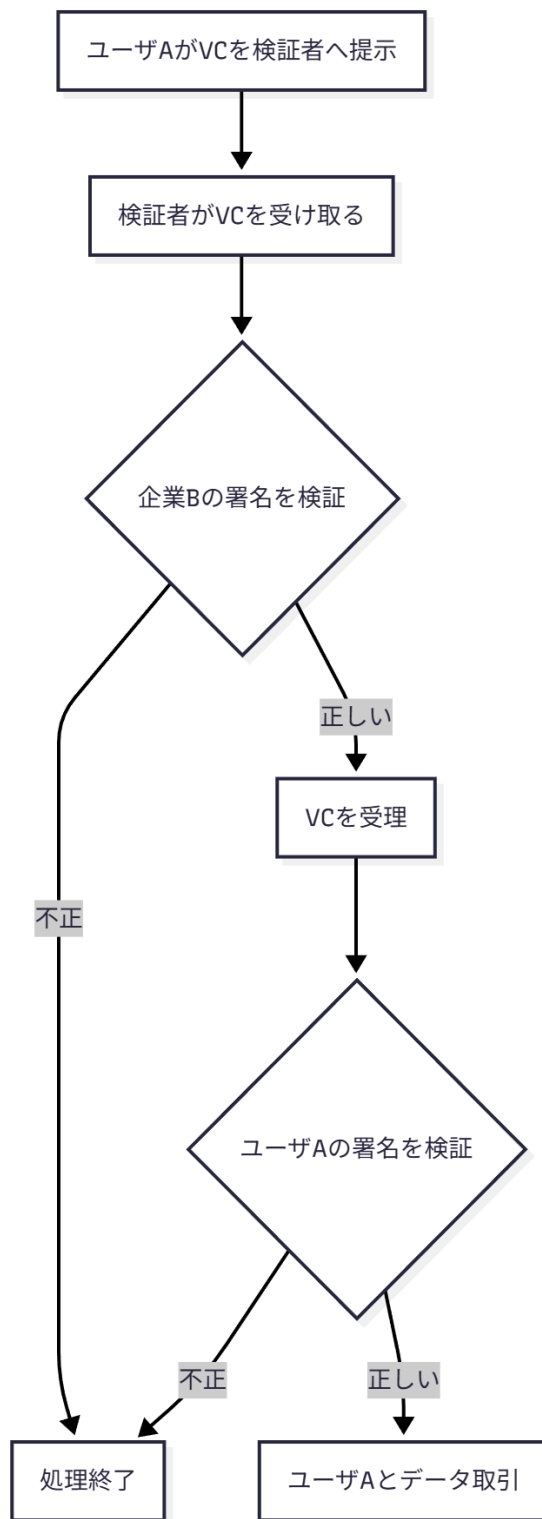 ユーザAがVCを検証者へ提示
検証者がVCを受け取る
企業Bの署名を検証
正しい
VCを受理
不正
ユーザAの署名を検証
不正
正しい
処理終了
ユーザAとデータ取引